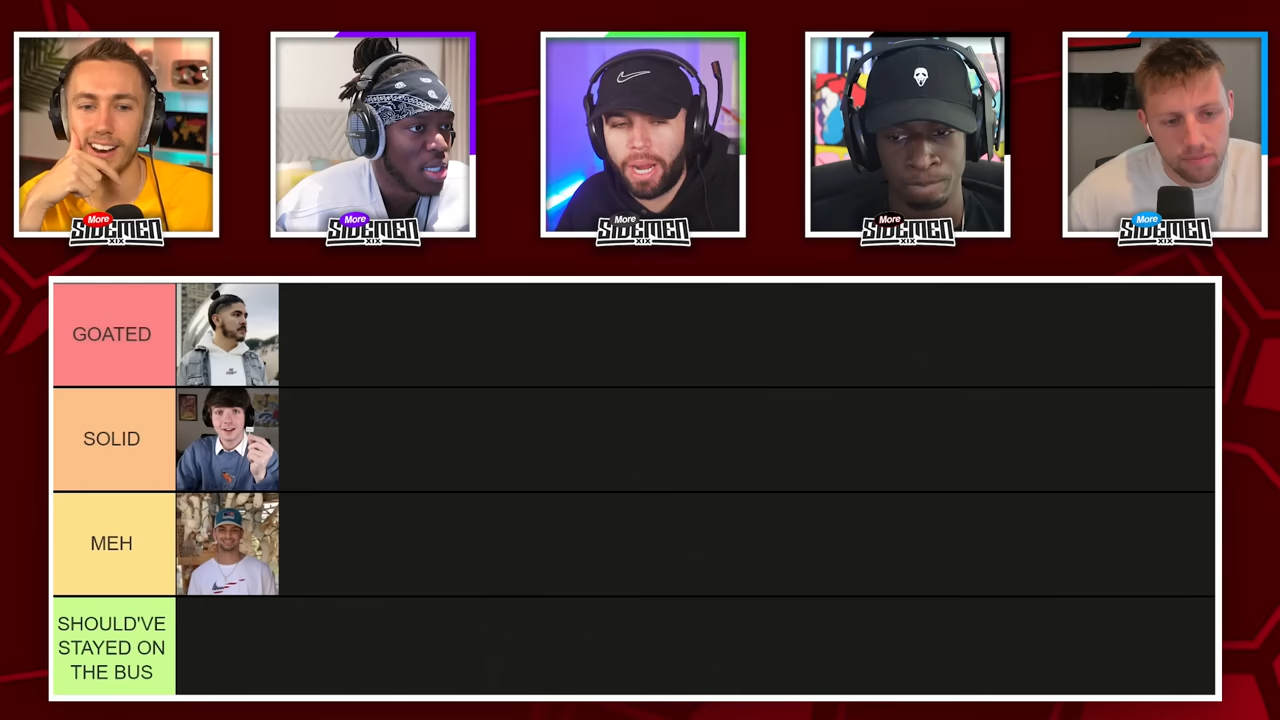 More
SIDEMEN
XIX
More
SIDEMEN
XIX
More
SIDEMEN
XIX
More
SIDEMEN
XIX
More
SIDEMEN
XIX
GOATED
SOLID
MEH
SHOULD'VE
STAYED ON
THE BUS